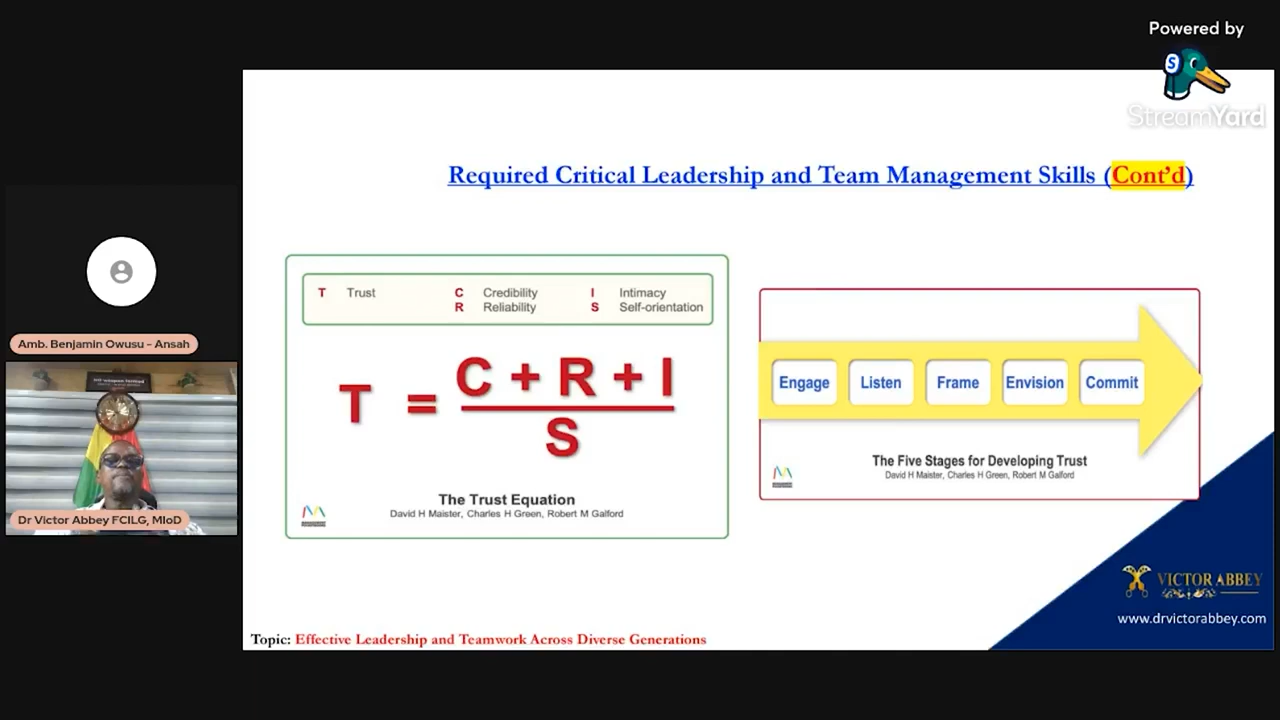 Powered by
StreamYard
Required Critical Leadership and Team Management Skills (Cont'd)
T Trust C Credibility I Intimacy
R Reliability S Self-orientation
T = C + R + I
S
The Trust Equation
David H Maister, Charles H Green, Robert M Galford
Engage Listen Frame Envision Commit
The Five Stages for Developing Trust
David H Maister, Charles H Green, Robert M Galford
Amb. Benjamin Owusu - Ansah
Dr Victor Abbey FCILG, MIoD
VICTOR ABBEY
www.drvictorabbey.com
Topic: Effective Leadership and Teamwork Across Diverse Generations